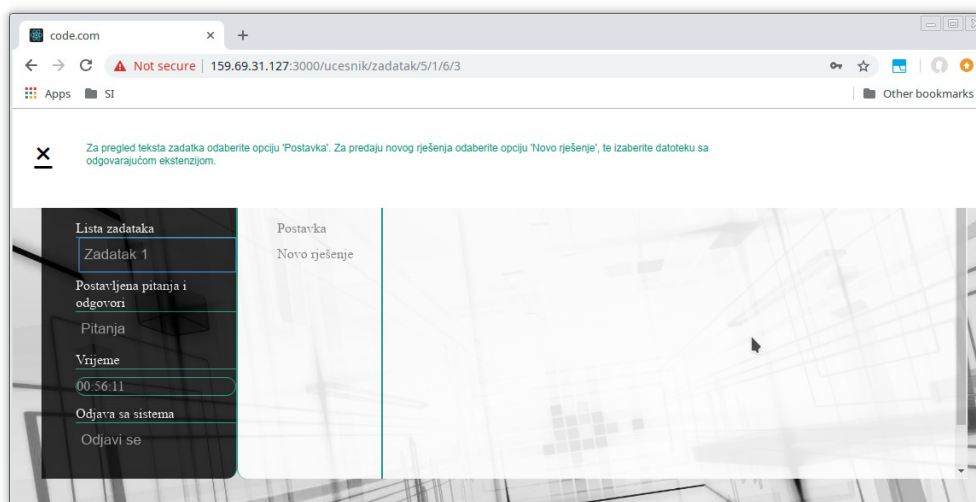 code.com
Not secure | 159.69.31.127:3000/ucesnik/zadatak/5/1/6/3
Apps SI Other bookmarks
Za pregled teksta zadatka odaberite opciju 'Postavka'. Za predaju novog rješenja odaberite opciju 'Novo rješenje', te izaberite datoteku sa
odgovarajućom ekstenzijom.
Lista zadataka
Zadatak 1
Postavljena pitanja i
odgovori
Pitanja
Vrijeme
00:56:11
Odjava sa sistema
Odjavi se
Postavka
Novo rješenje